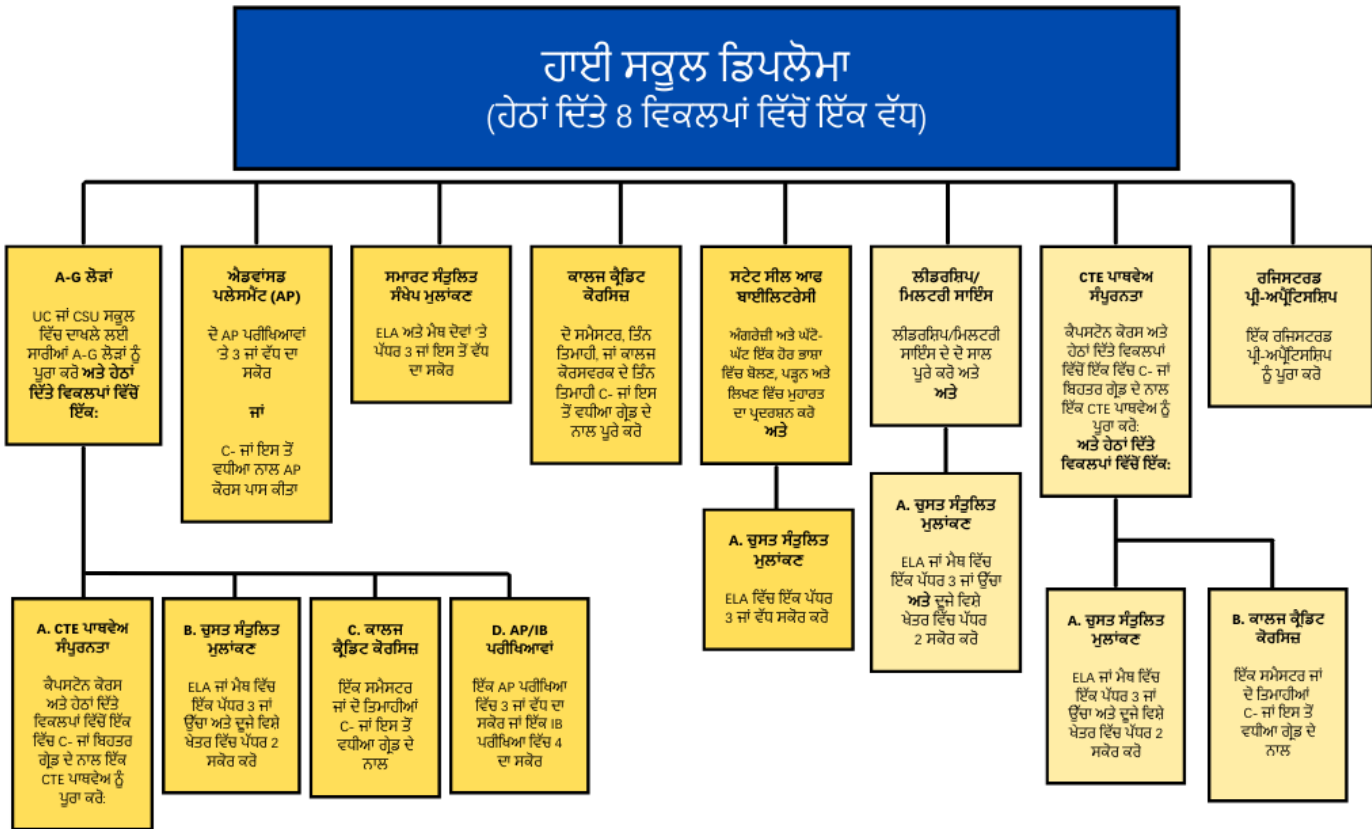 ਹਾਈ ਸਕੂਲ ਡਿਪਲੋਮਾ
(ਹੇਠਾਂ ਦਿੱਤੇ 8 ਵਿਕਲਪਾਂ ਵਿੱਚੋਂ ਇੱਕ ਵੱਧ)
A-G ਲੋੜਾਂ
UC ਜਾਂ CSU ਸਕੂਲ
ਵਿੱਚ ਦਾਖਲੇ ਲਈ
ਸਾਰੀਆਂ A-G ਲੋੜਾਂ ਨੂੰ
ਪੂਰਾ ਕਰੋ ਅਤੇ ਹੇਠਾਂ
ਦਿੱਤੇ ਵਿਕਲਪਾਂ ਵਿੱਚੋਂ
ਇੱਕ:
ਐਡਵਾਂਸਡ
ਪਲੇਸਮੈਂਟ (AP)
ਦੋ AP ਪਰੀਖਿਆਵਾਂ
'ਤੇ 3 ਜਾਂ ਵੱਧ ਦਾ
ਸਕੋਰ
ਜਾਂ
C- ਜਾਂ ਇਸ ਤੋਂ
ਵਧੀਆ ਨਾਲ AP
ਕੋਰਸ ਪਾਸ ਕੀਤਾ
ਸਮਾਰਟ ਸੰਤੁਲਿਤ
ਸੰਖੇਪ ਮੁਲਾਂਕਣ
ELA ਅਤੇ ਮੈਥ ਦੋਵਾਂ 'ਤੇ
ਪੱਧਰ 3 ਜਾਂ ਇਸ ਤੋਂ ਵੱਧ
ਦਾ ਸਕੋਰ
ਕਾਲਜ ਕ੍ਰੈਡਿਟ
ਕੋਰਸਿਜ਼
ਦੋ ਸਮੈਸਟਰ, ਤਿੰਨ
ਤਿਮਾਹੀ, ਜਾਂ ਕਾਲਜ
ਕੋਰਸਵਰਕ ਦੇ ਤਿੰਨ
ਤਿਮਾਹੀ C- ਜਾਂ ਇਸ
ਤੋਂ ਵਧੀਆ ਗ੍ਰੇਡ ਦੇ
ਨਾਲ ਪੂਰੇ ਕਰੋ
ਸਟੇਟ ਸੀਲ ਆਫ
ਬਾਈਲਿਟਰੇਸੀ
ਅੰਗਰੇਜ਼ੀ ਅਤੇ ਘੱਟੋ-
ਘੱਟ ਇੱਕ ਹੋਰ ਭਾਸ਼ਾ
ਵਿੱਚ ਬੋਲਣ, ਪੜ੍ਹਨ ਅਤੇ
ਲਿਖਣ ਵਿੱਚ ਮੁਹਾਰਤ
ਦਾ ਪ੍ਰਦਰਸ਼ਨ ਕਰੋ
ਅਤੇ
ਲੀਡਰਸ਼ਿਪ/
ਮਿਲਟਰੀ ਸਾਇੰਸ
ਲੀਡਰਸ਼ਿਪ/ਮਿਲਟਰੀ
ਸਾਇੰਸ ਦੇ ਦੋ ਸਾਲ
ਪੂਰੇ ਕਰੋ ਅਤੇ
ਅਤੇ
CTE ਪਾਥਵੇਅ
ਸੰਪੂਰਨਤਾ
ਕੈਪਸਟੋਨ ਕੋਰਸ ਅਤੇ
ਹੇਠਾਂ ਦਿੱਤੇ ਵਿਕਲਪਾਂ
ਵਿੱਚੋਂ ਇੱਕ ਵਿੱਚ C- ਜਾਂ
ਬਿਹਤਰ ਗ੍ਰੇਡ ਦੇ ਨਾਲ
ਇੱਕ CTE ਪਾਥਵੇਅ ਨੂੰ
ਪੂਰਾ ਕਰੋ:
ਅਤੇ ਹੇਠਾਂ ਦਿੱਤੇ
ਵਿਕਲਪਾਂ ਵਿੱਚੋਂ ਇੱਕ:
ਰਜਿਸਟਰਡ
ਪ੍ਰੀ-ਅਪ੍ਰੈਂਟਿਸਸ਼ਿਪ
ਇੱਕ ਰਜਿਸਟਰਡ
ਪ੍ਰੀ-ਅਪ੍ਰੈਂਟਿਸਸ਼ਿਪ
ਨੂੰ ਪੂਰਾ ਕਰੋ
A. CTE ਪਾਥਵੇਅ
ਸੰਪੂਰਨਤਾ
ਕੈਪਸਟੋਨ ਕੋਰਸ
ਅਤੇ ਹੇਠਾਂ ਦਿੱਤੇ
ਵਿਕਲਪਾਂ ਵਿੱਚੋਂ ਇੱਕ
ਵਿੱਚ C- ਜਾਂ ਬਿਹਤਰ
ਗ੍ਰੇਡ ਦੇ ਨਾਲ ਇੱਕ
CTE ਪਾਥਵੇਅ ਨੂੰ
ਪੂਰਾ ਕਰੋ:
B. ਚੁਸਤ ਸੰਤੁਲਿਤ
ਮੁਲਾਂਕਣ
ELA ਜਾਂ ਮੈਥ ਵਿੱਚ
ਇੱਕ ਪੱਧਰ 3 ਜਾਂ
ਉੱਚਾ ਅਤੇ ਦੂਜੇ ਵਿਸ਼ੇ
ਖੇਤਰ ਵਿੱਚ ਪੱਧਰ 2
ਸਕੋਰ ਕਰੋ
C. ਕਾਲਜ
ਕ੍ਰੈਡਿਟ ਕੋਰਸਿਜ਼
ਇੱਕ ਸਮੈਸਟਰ
ਜਾਂ ਦੋ ਤਿਮਾਹੀਆਂ
C- ਜਾਂ ਇਸ ਤੋਂ
ਵਧੀਆ ਗ੍ਰੇਡ ਦੇ
ਨਾਲ
D. AP/IB
ਪਰੀਖਿਆਵਾਂ
ਇੱਕ AP ਪਰੀਖਿਆ
ਵਿੱਚ 3 ਜਾਂ ਵੱਧ ਦਾ
ਸਕੋਰ ਜਾਂ ਇੱਕ IB
ਪਰੀਖਿਆ ਵਿੱਚ 4
ਦਾ ਸਕੋਰ
A. ਚੁਸਤ ਸੰਤੁਲਿਤ
ਮੁਲਾਂਕਣ
ELA ਵਿੱਚ ਇੱਕ ਪੱਧਰ
3 ਜਾਂ ਵੱਧ ਸਕੋਰ ਕਰੋ
A. ਚੁਸਤ ਸੰਤੁਲਿਤ
ਮੁਲਾਂਕਣ
ELA ਜਾਂ ਮੈਥ ਵਿੱਚ
ਇੱਕ ਪੱਧਰ 3 ਜਾਂ ਉੱਚਾ
ਅਤੇ ਦੂਜੇ ਵਿਸ਼ੇ
ਖੇਤਰ ਵਿੱਚ ਪੱਧਰ
2 ਸਕੋਰ ਕਰੋ
A. ਚੁਸਤ ਸੰਤੁਲਿਤ
ਮੁਲਾਂਕਣ
ELA ਜਾਂ ਮੈਥ ਵਿੱਚ
ਇੱਕ ਪੱਧਰ 3 ਜਾਂ
ਉੱਚਾ ਅਤੇ ਦੂਜੇ ਵਿਸ਼ੇ
ਖੇਤਰ ਵਿੱਚ ਪੱਧਰ 2
ਸਕੋਰ ਕਰੋ
B. ਕਾਲਜ ਕ੍ਰੈਡਿਟ
ਕੋਰਸਿਜ਼
ਇੱਕ ਸਮੈਸਟਰ ਜਾਂ
ਦੋ ਤਿਮਾਹੀਆਂ
C- ਜਾਂ ਇਸ ਤੋਂ
ਵਧੀਆ ਗ੍ਰੇਡ ਦੇ
ਨਾਲ